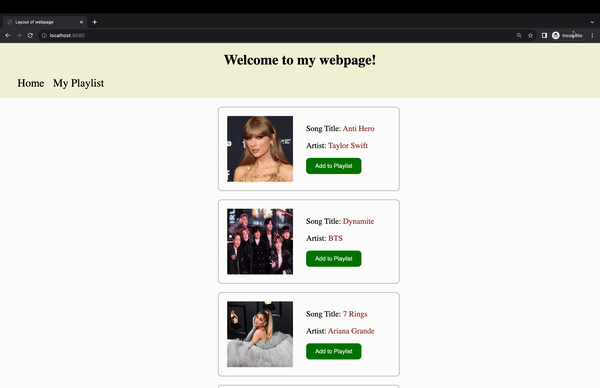 Layout of webpage
localhost:8080
Incognito
Welcome to my webpage!
Home My Playlist
Song Title: Anti Hero
Artist: Taylor Swift
Add to Playlist
Song Title: Dynamite
Artist: BTS
Add to Playlist
Song Title: 7 Rings
Artist: Ariana Grande
Add to Playlist